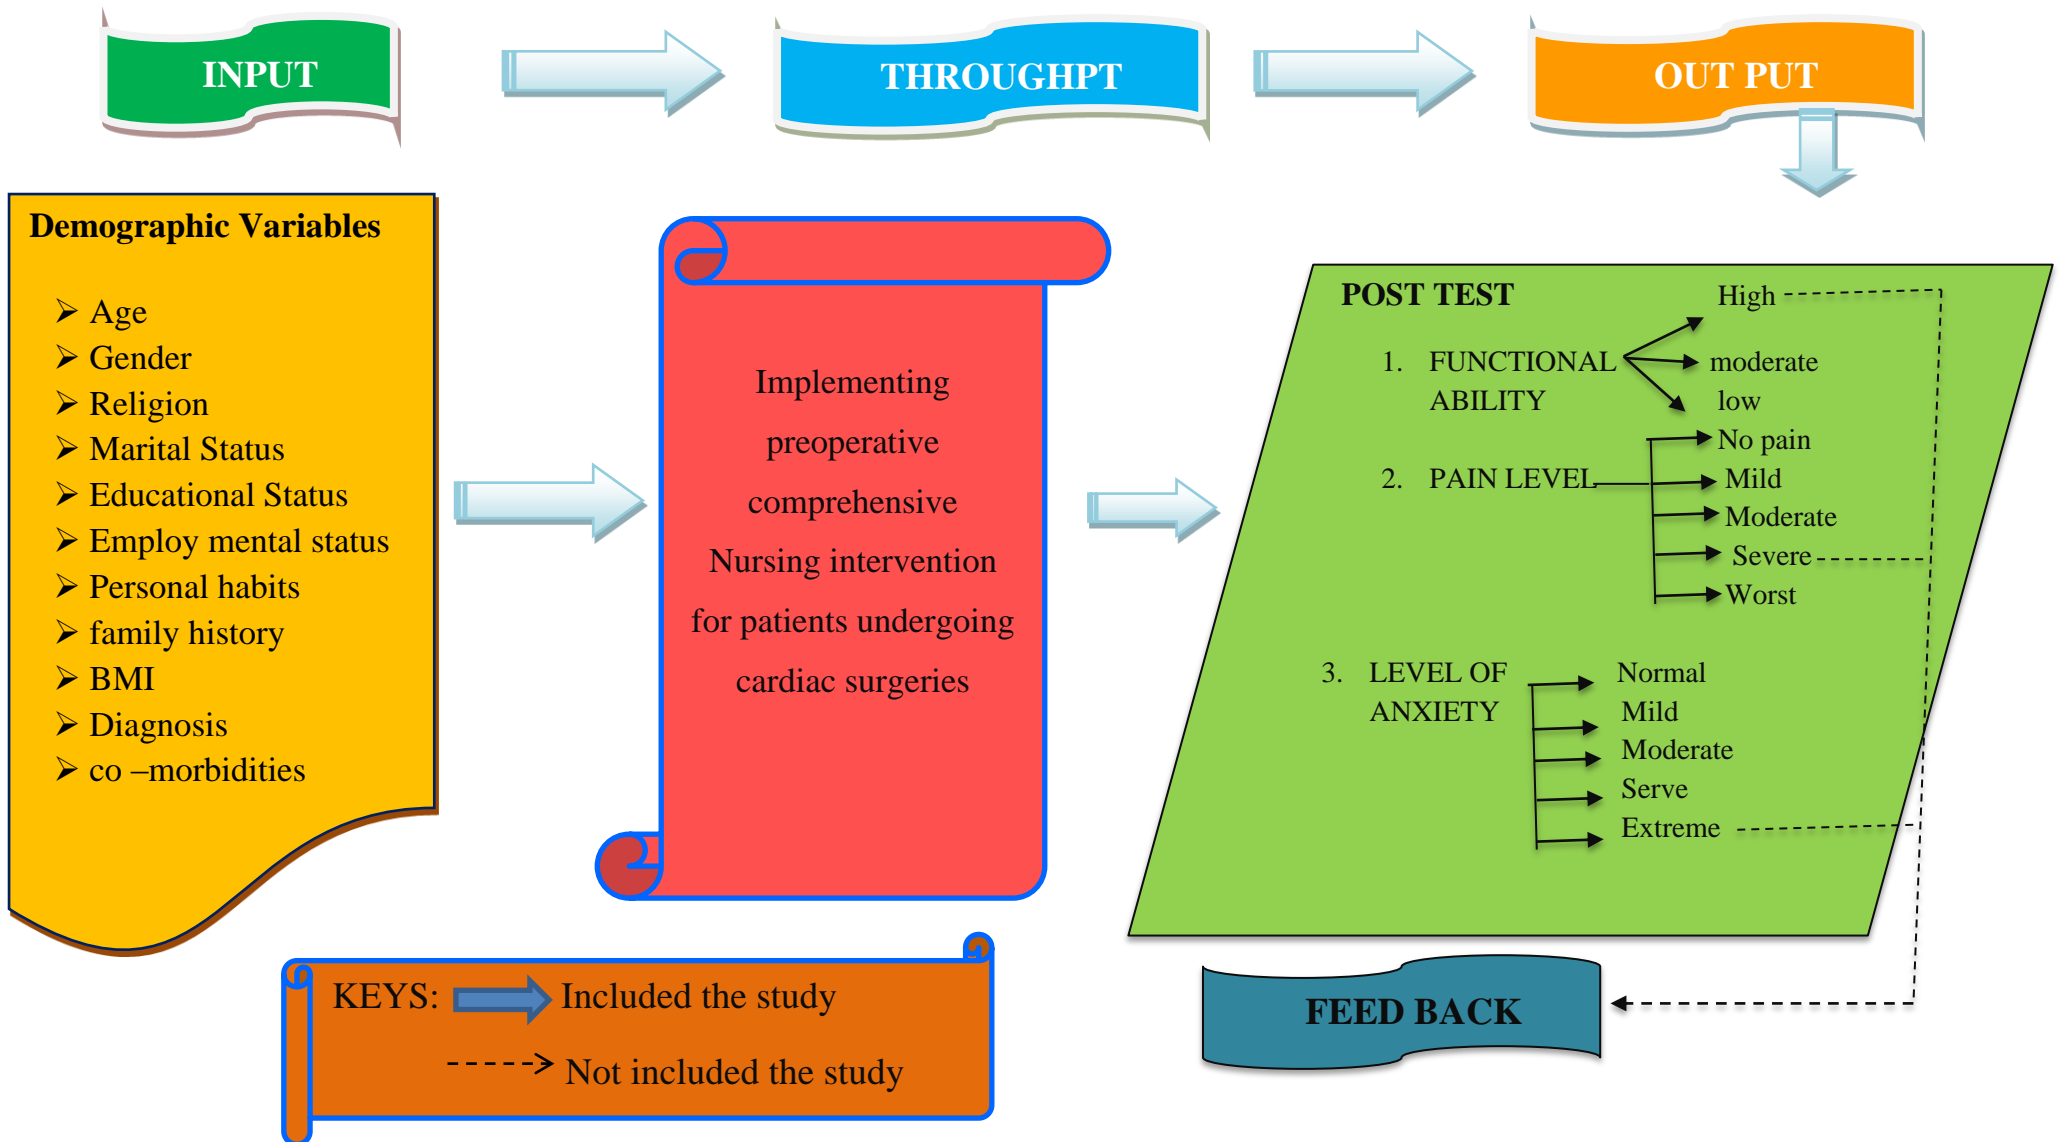 INPUT
THROUGHPT
OUT PUT
Demographic Variables
Age
Gender
Religion
Marital Status
Educational Status
Employ mental status
Personal habits
family history
BMI
Diagnosis
co –morbidities
Implementing
preoperative
comprehensive
Nursing intervention
for patients undergoing
cardiac surgeries
POST TEST
High
1. FUNCTIONAL
ABILITY
moderate
low
No pain
2. PAIN LEVEL
Mild
Moderate
Severe
Worst
3. LEVEL OF
ANXIETY
Normal
Mild
Moderate
Serve
Extreme
KEYS: Included the study
Not included the study
FEED BACK